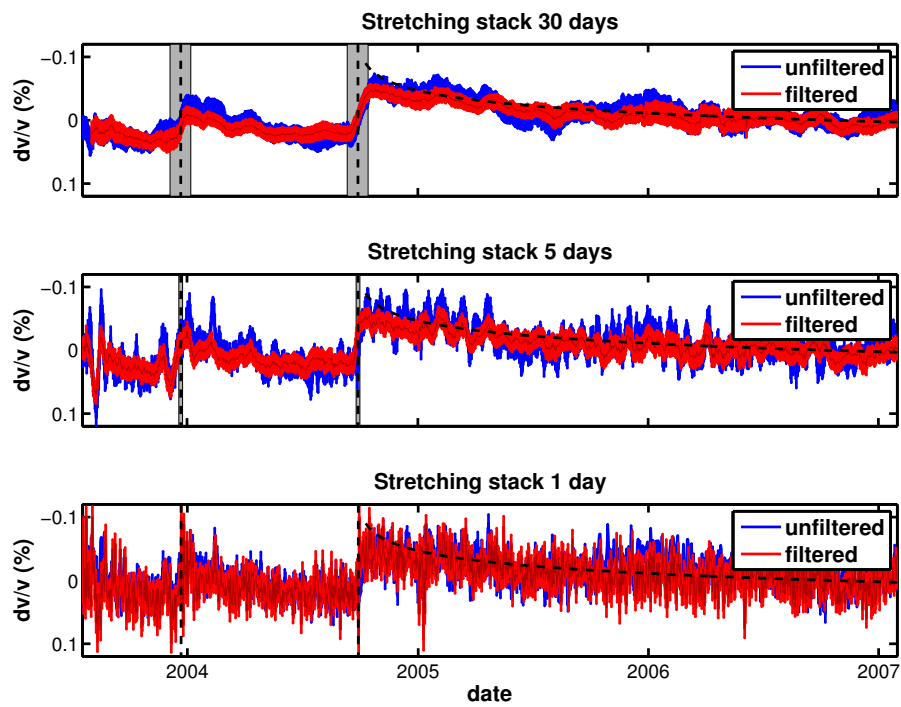 Stretching stack 30 days
−0.1
0
0.1
dv/v (%)
unfiltered
filtered
Stretching stack 5 days
−0.1
0
0.1
dv/v (%)
unfiltered
filtered
Stretching stack 1 day
−0.1
0
0.1
dv/v (%)
unfiltered
filtered
2004
2005
2006
2007
date